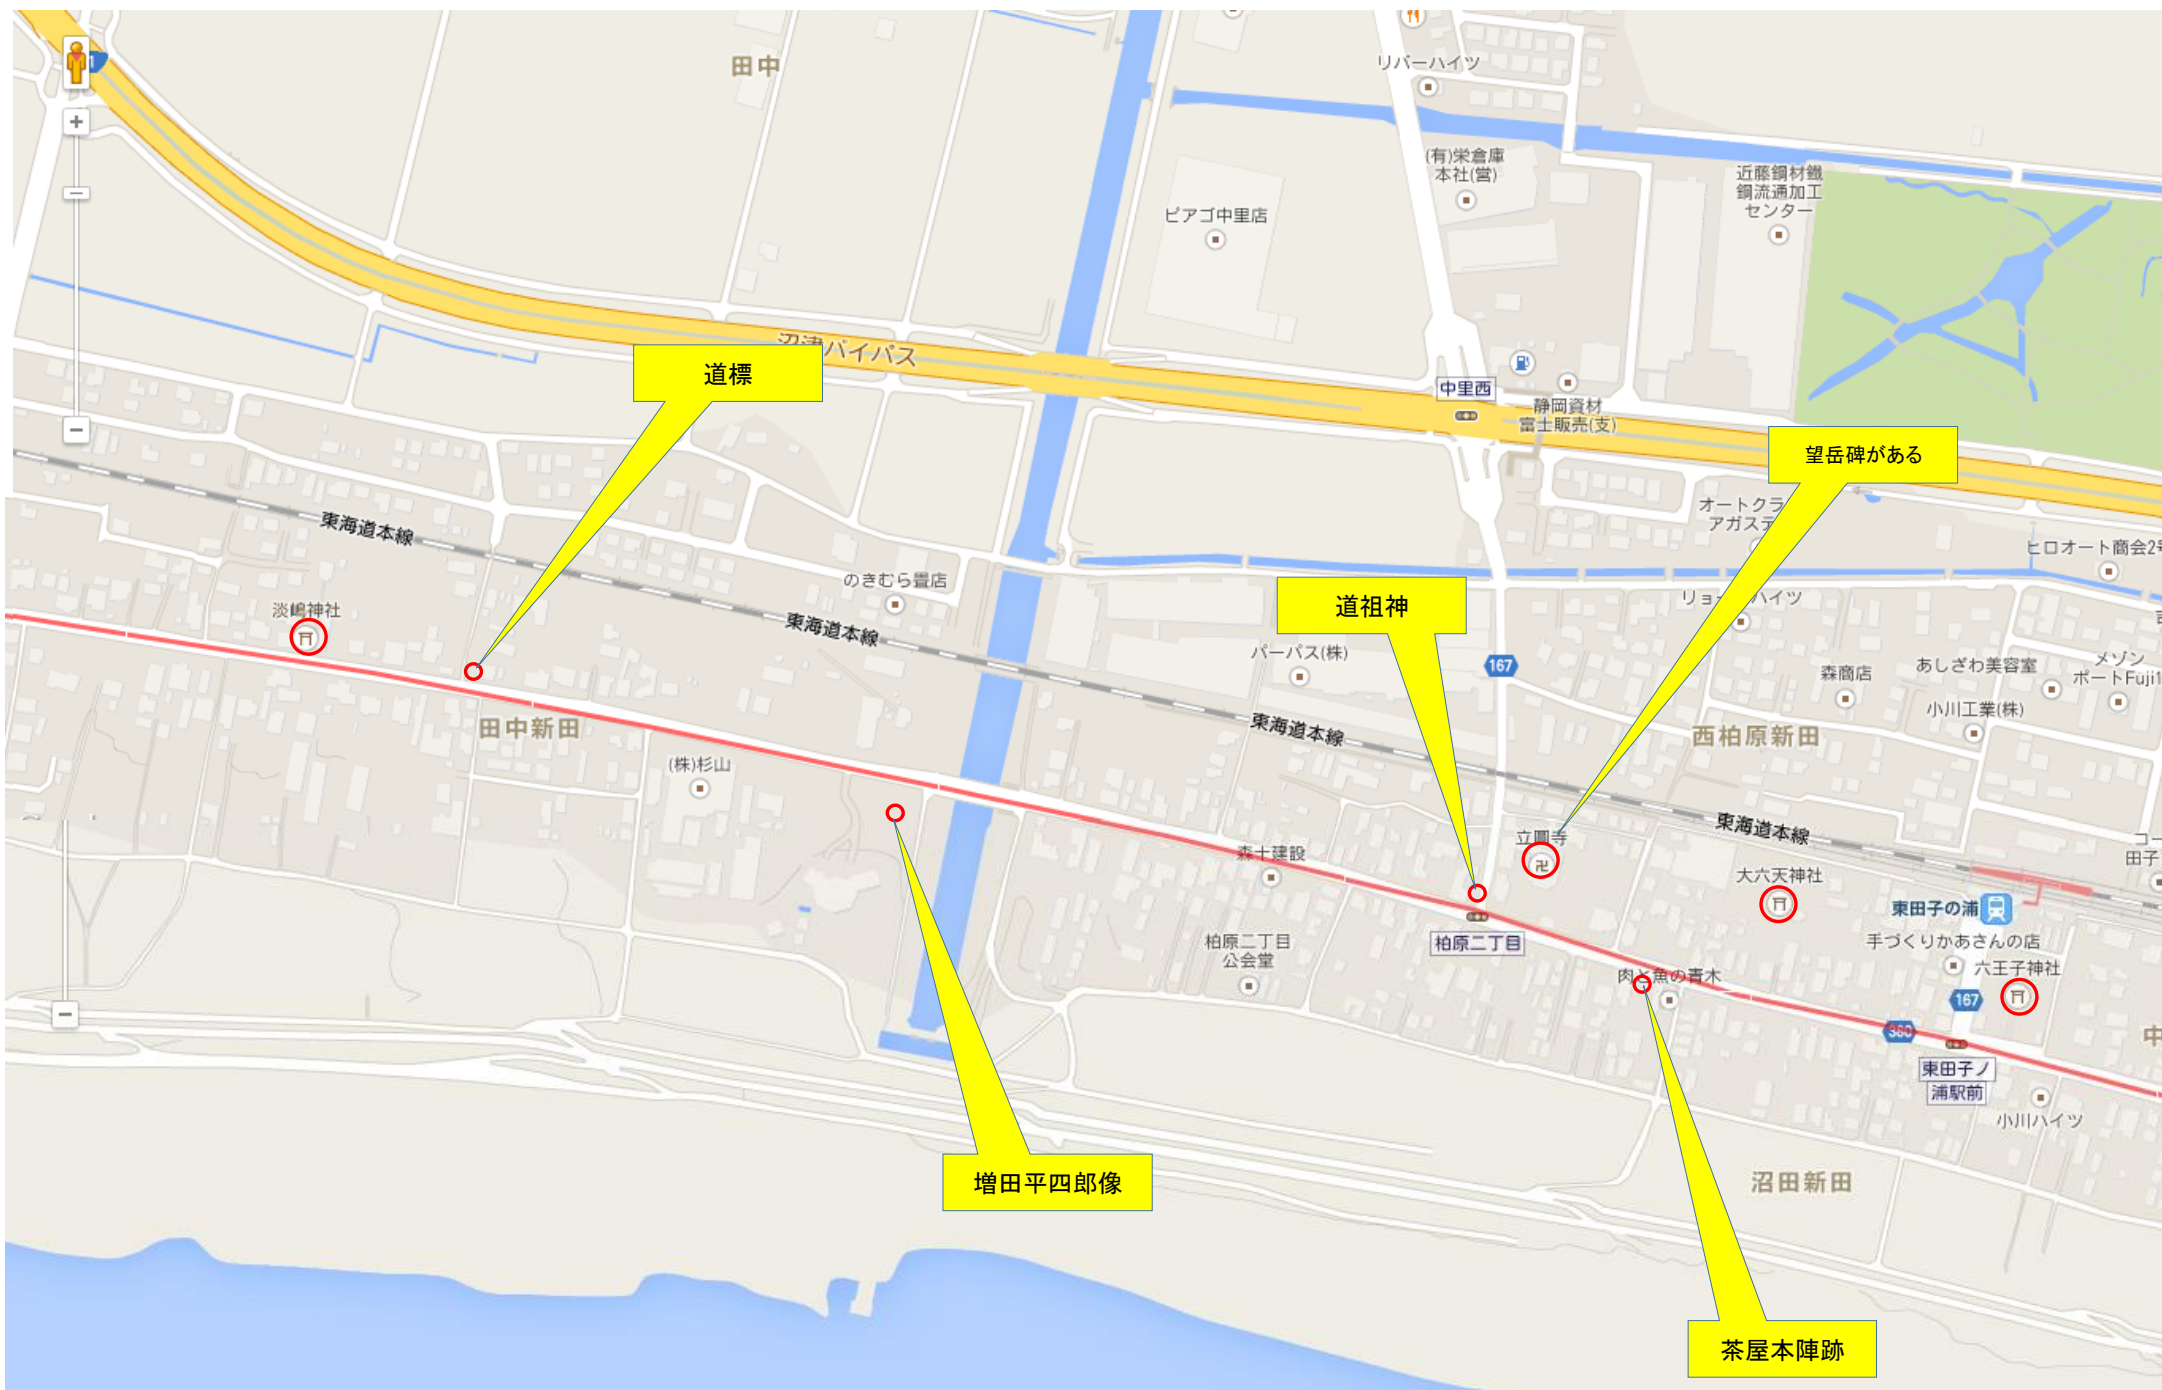 田中
リバーハイツ
(有)栄倉庫
本社(営)
近藤鋼材㈱
鋼流通加工
センター
ピアゴ中里店
沼津バイパス
道標
中里西
静岡資材
富士販売(支)
望岳碑がある
オートクラ
アガステ
東海道本線
ヒロオート商会2号
のきむら畳店
淡嶋神社
道祖神
リョー
ハイツ
東海道本線
パーパス(株)
167
森商店
あしざわ美容室
メゾン
ポートFuji1
小川工業(株)
田中新田
東海道本線
西柏原新田
(株)杉山
東海道本線
立圓寺
森十建設
大六天神社
コー
田子
東田子の浦
柏原二丁目
柏原二丁目
公会堂
手づくりかあさんの店
六王子神社
肉と魚の青木
167
380
中
東田子ノ
浦駅前
小川ハイツ
増田平四郎像
沼田新田
茶屋本陣跡